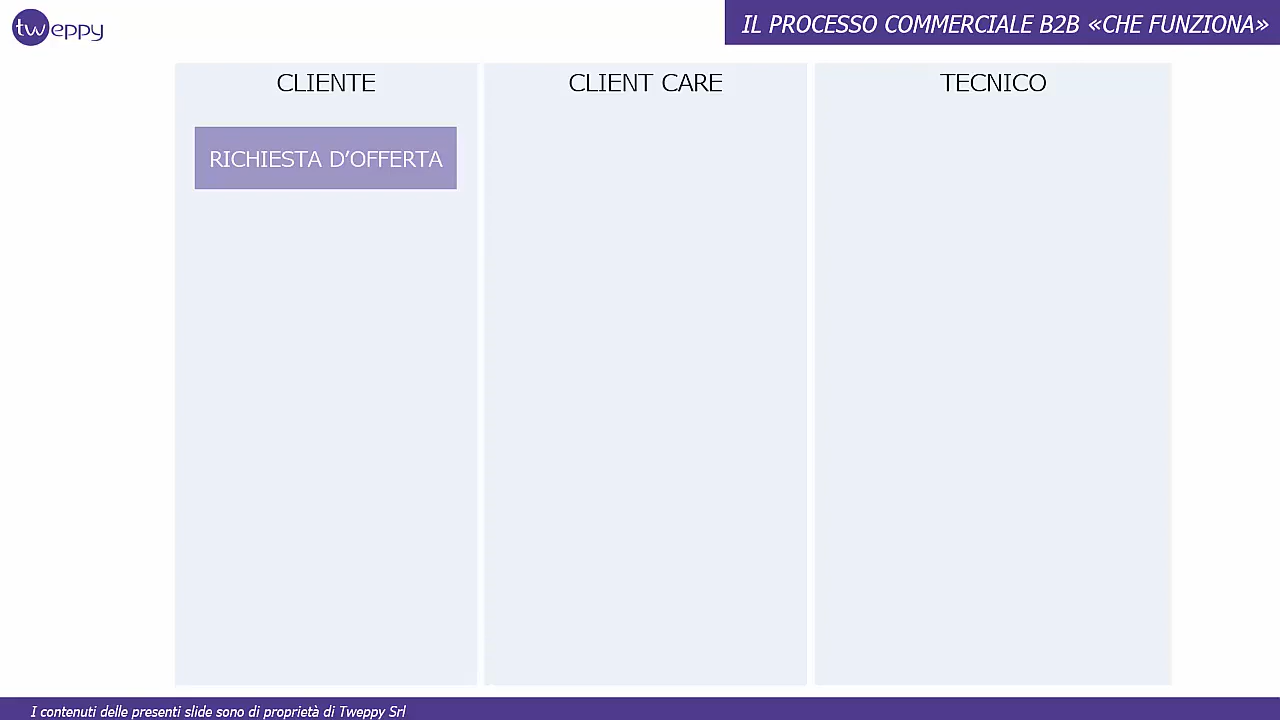 tweppy
IL PROCESSO COMMERCIALE B2B «CHE FUNZIONA»
CLIENTE
CLIENT CARE
TECNICO
RICHIESTA D’OFFERTA
I contenuti delle presenti slide sono di proprietà di Tweppy Srl